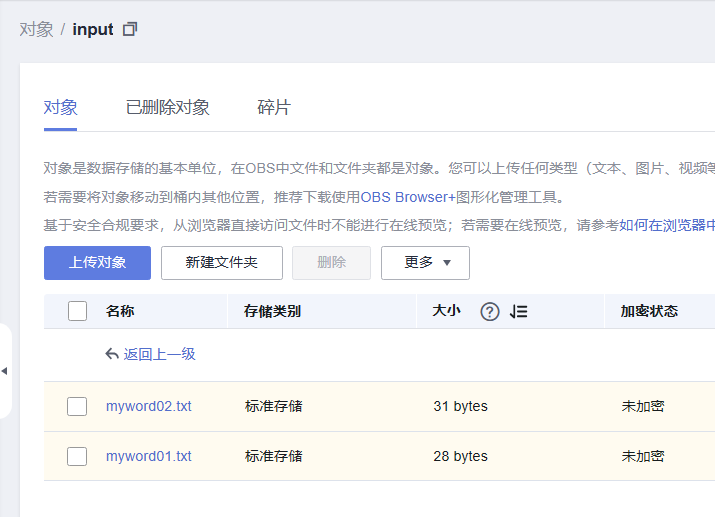 对象 / input
对象 已删除对象 碎片
对象是数据存储的基本单位，在OBS中文件和文件夹都是对象。您可以上传任何类型（文本、图片、视频等
若需要将对象移动到桶内其他位置，推荐下载使用OBS Browser+图形化管理工具。
基于安全合规要求，从浏览器直接访问文件时不能进行在线预览；若需要在线预览，请参考如何在浏览器中
上传对象 新建文件夹 删除 更多
名称 存储类别 大小 ? 加密状态
返回上一级
myword02.txt 标准存储 31 bytes 未加密
myword01.txt 标准存储 28 bytes 未加密